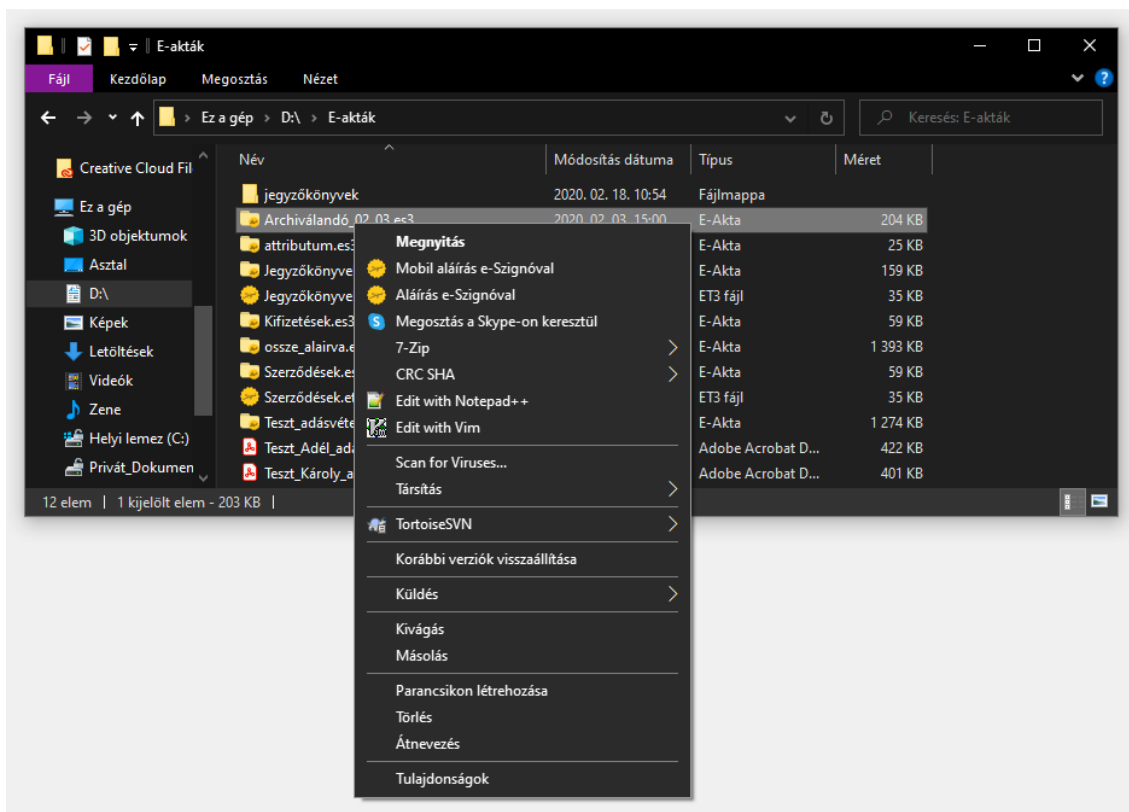 E-akták
Fájl Kezdőlap Megosztás Nézet
Ez a gép > D:\ > E-akták Keresés: E-akták
Név Módosítás dátuma Típus Méret
Creative Cloud Fil
Ez a gép
3D objektumok
Asztal
D:\
Képek
Letöltések
Videók
Zene
Helyi lemez (C:)
Privát_Dokumen
jegyzőkönyvek 2020. 02. 18. 10:54 Fájlmappa
Archiválandó_02_03.es3 2020. 02. 03. 15:00 E-Akta 204 KB
attributum.es3 E-Akta 25 KB
Jegyzőkönyve E-Akta 159 KB
Jegyzőkönyve ET3 fájl 35 KB
Kifizetések.es3 E-Akta 59 KB
ossze_alairva.e E-Akta 1 393 KB
Szerződések.es E-Akta 59 KB
Szerződések.et ET3 fájl 35 KB
Teszt_adásvéte E-Akta 1 274 KB
Teszt_Adél_adá Adobe Acrobat D... 422 KB
Teszt_Károly_a Adobe Acrobat D... 401 KB
12 elem | 1 kijelölt elem - 203 KB |
Megnyitás
Mobil aláírás e-Szignóval
Aláírás e-Szignóval
Megosztás a Skype-on keresztül
7-Zip
CRC SHA
Edit with Notepad++
Edit with Vim
Scan for Viruses...
Társítás
TortoiseSVN
Korábbi verziók visszaállítása
Küldés
Kivágás
Másolás
Parancsikon létrehozása
Törlés
Átnevezés
Tulajdonságok